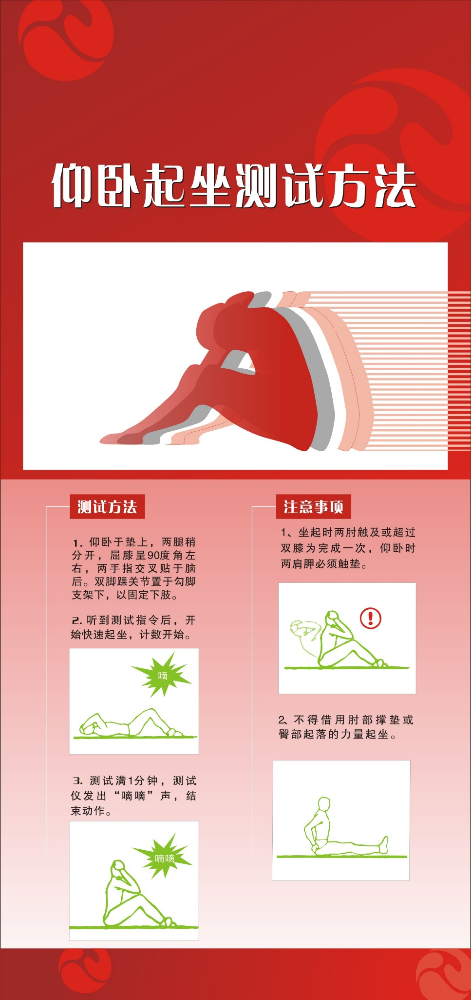 仰卧起坐测试方法
测试方法
1. 仰卧于垫上，两腿稍
分开，屈膝呈90度角左
右，两手指交叉贴于脑
后。双脚踝关节置于勾脚
支架下，以固定下肢。
2. 听到测试指令后，开
始快速起坐，计数开始。
嘀
3. 测试满1分钟，测试
仪发出“嘀嘀”声，结
束动作。
嘀嘀
注意事项
1、坐起时两肘触及或超过
双膝为完成一次，仰卧时
两肩胛必须触垫。
2、不得借用肘部撑垫或
臀部起落的力量起坐。